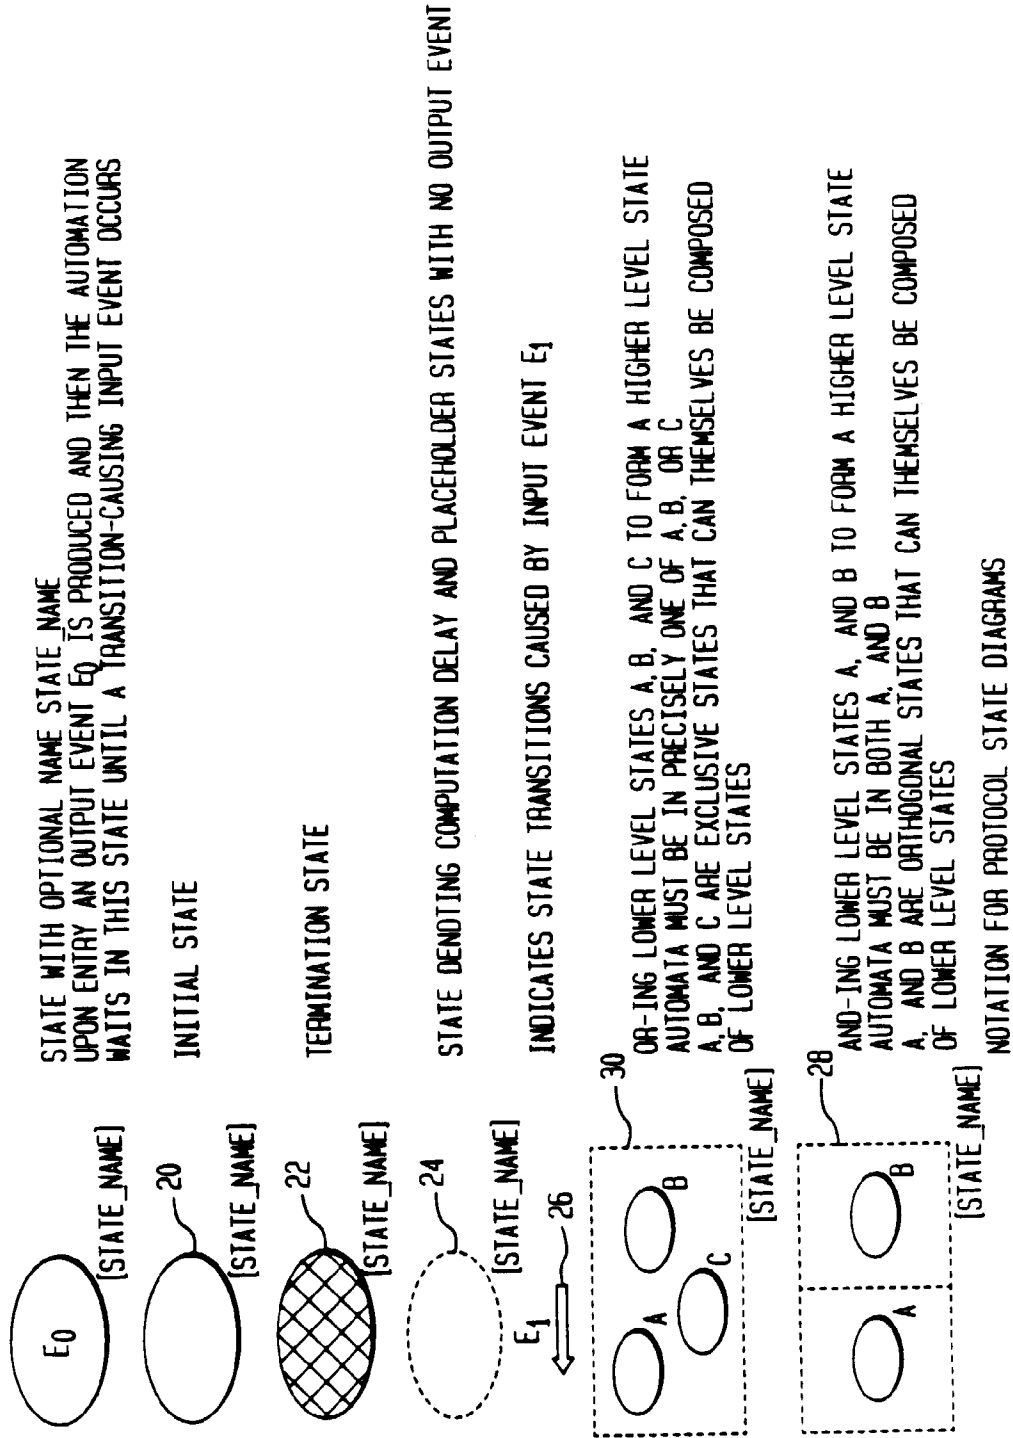 E0
[STATE_NAME]
STATE WITH OPTIONAL NAME STATE_NAME
UPON ENTRY AN OUTPUT EVENT E0 IS PRODUCED AND THEN THE AUTOMATION
WAITS IN THIS STATE UNTIL A TRANSITION-CAUSING INPUT EVENT OCCURS
20
[STATE_NAME]
INITIAL STATE
22
[STATE_NAME]
TERMINATION STATE
24
[STATE_NAME]
STATE DENOTING COMPUTATION DELAY AND PLACEHOLDER STATES WITH NO OUTPUT EVENT
E1
26
INDICATES STATE TRANSITIONS CAUSED BY INPUT EVENT E1
30
A
B
C
[STATE_NAME]
OR-ING LOWER LEVEL STATES A, B, AND C TO FORM A HIGHER LEVEL STATE
AUTOMATA MUST BE IN PRECISELY ONE OF A, B, OR C
A, B, AND C ARE EXCLUSIVE STATES THAT CAN THEMSELVES BE COMPOSED
OF LOWER LEVEL STATES
28
A
B
[STATE_NAME]
AND-ING LOWER LEVEL STATES A, AND B TO FORM A HIGHER LEVEL STATE
AUTOMATA MUST BE IN BOTH A, AND B
A, AND B ARE ORTHOGONAL STATES THAT CAN THEMSELVES BE COMPOSED
OF LOWER LEVEL STATES
NOTATION FOR PROTOCOL STATE DIAGRAMS